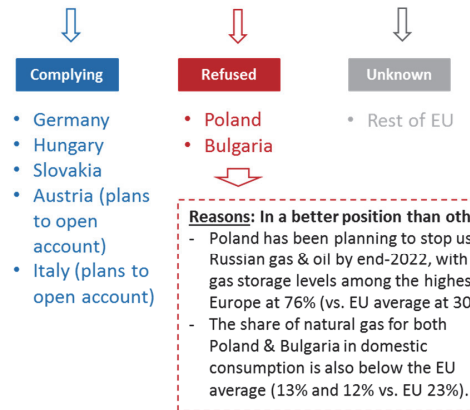 Complying
Refused
Unknown
• Germany
• Hungary
• Slovakia
• Austria (plans
to open
account)
• Italy (plans to
open account)
• Poland
• Bulgaria
• Rest of EU
Reasons: In a better position than
- Poland has been planning to stop
Russian gas & oil by end-2022, with
gas storage levels among the
Europe at 76% (vs. EU average at
- The share of natural gas for both
Poland & Bulgaria in domestic
consumption is also below the EU
average (13% and 12% vs. EU 23%).